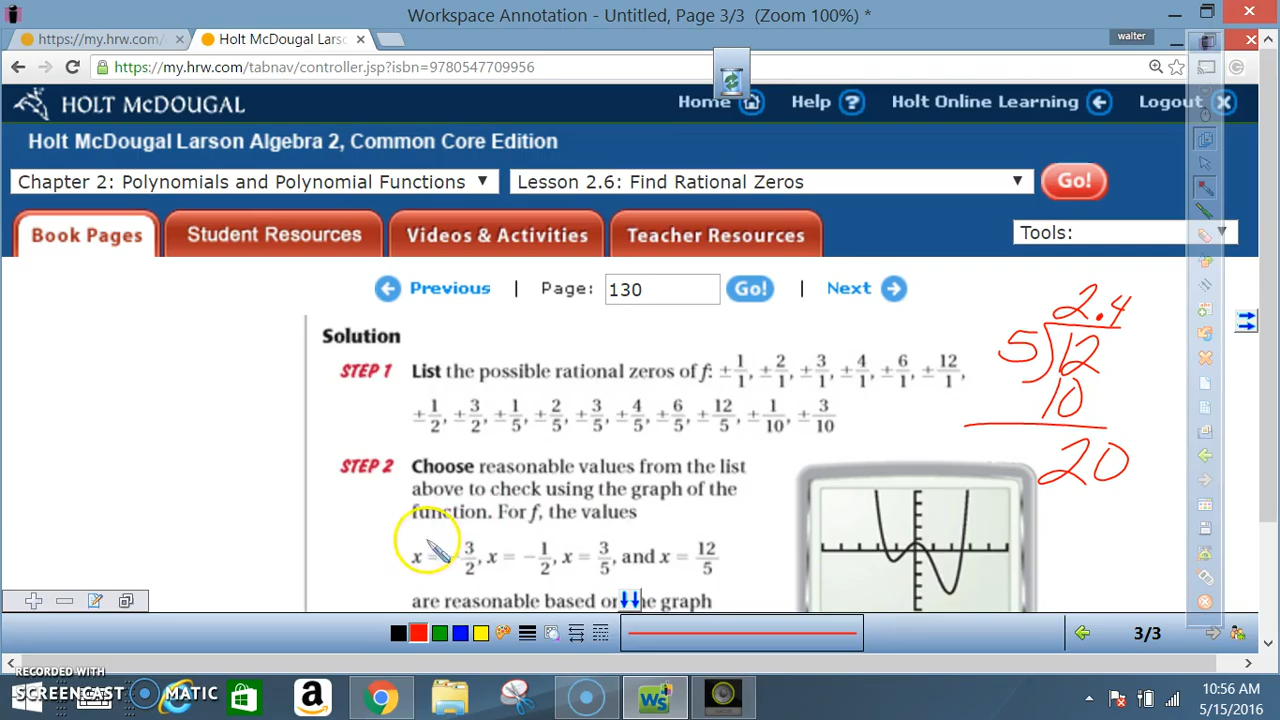 Workspace Annotation - Untitled, Page 3/3 (Zoom 100%) *
https://my.hrw.com/ × Holt McDougal Lars ×
walter
https://my.hrw.com/tabnav/controller.jsp?isbn=9780547709956
HOLT MCDOUGAL Home Help ? Holt Online Learning Logout X
Holt McDougal Larson Algebra 2, Common Core Edition
Chapter 2: Polynomials and Polynomial Functions Lesson 2.6: Find Rational Zeros Go!
Book Pages Student Resources Videos & Activities Teacher Resources Tools:
Previous | Page: 130 Go! | Next
Solution
STEP 1 List the possible rational zeros of f: ±1/1, ±2/1, ±3/1, ±4/1, ±6/1, ±12/1,
±1/2, ±3/2, ±1/5, ±2/5, ±3/5, ±4/5, ±6/5, ±12/5, ±1/10, ±3/10
STEP 2 Choose reasonable values from the list
above to check using the graph of the
function. For f, the values
x = 3/2, x = −1/2, x = 3/5, and x = 12/5
are reasonable based on the graph
2.4
5 12
10
20
3/3
RECORDED WITH
SCREENCAST MATIC
10:56 AM
5/15/2016